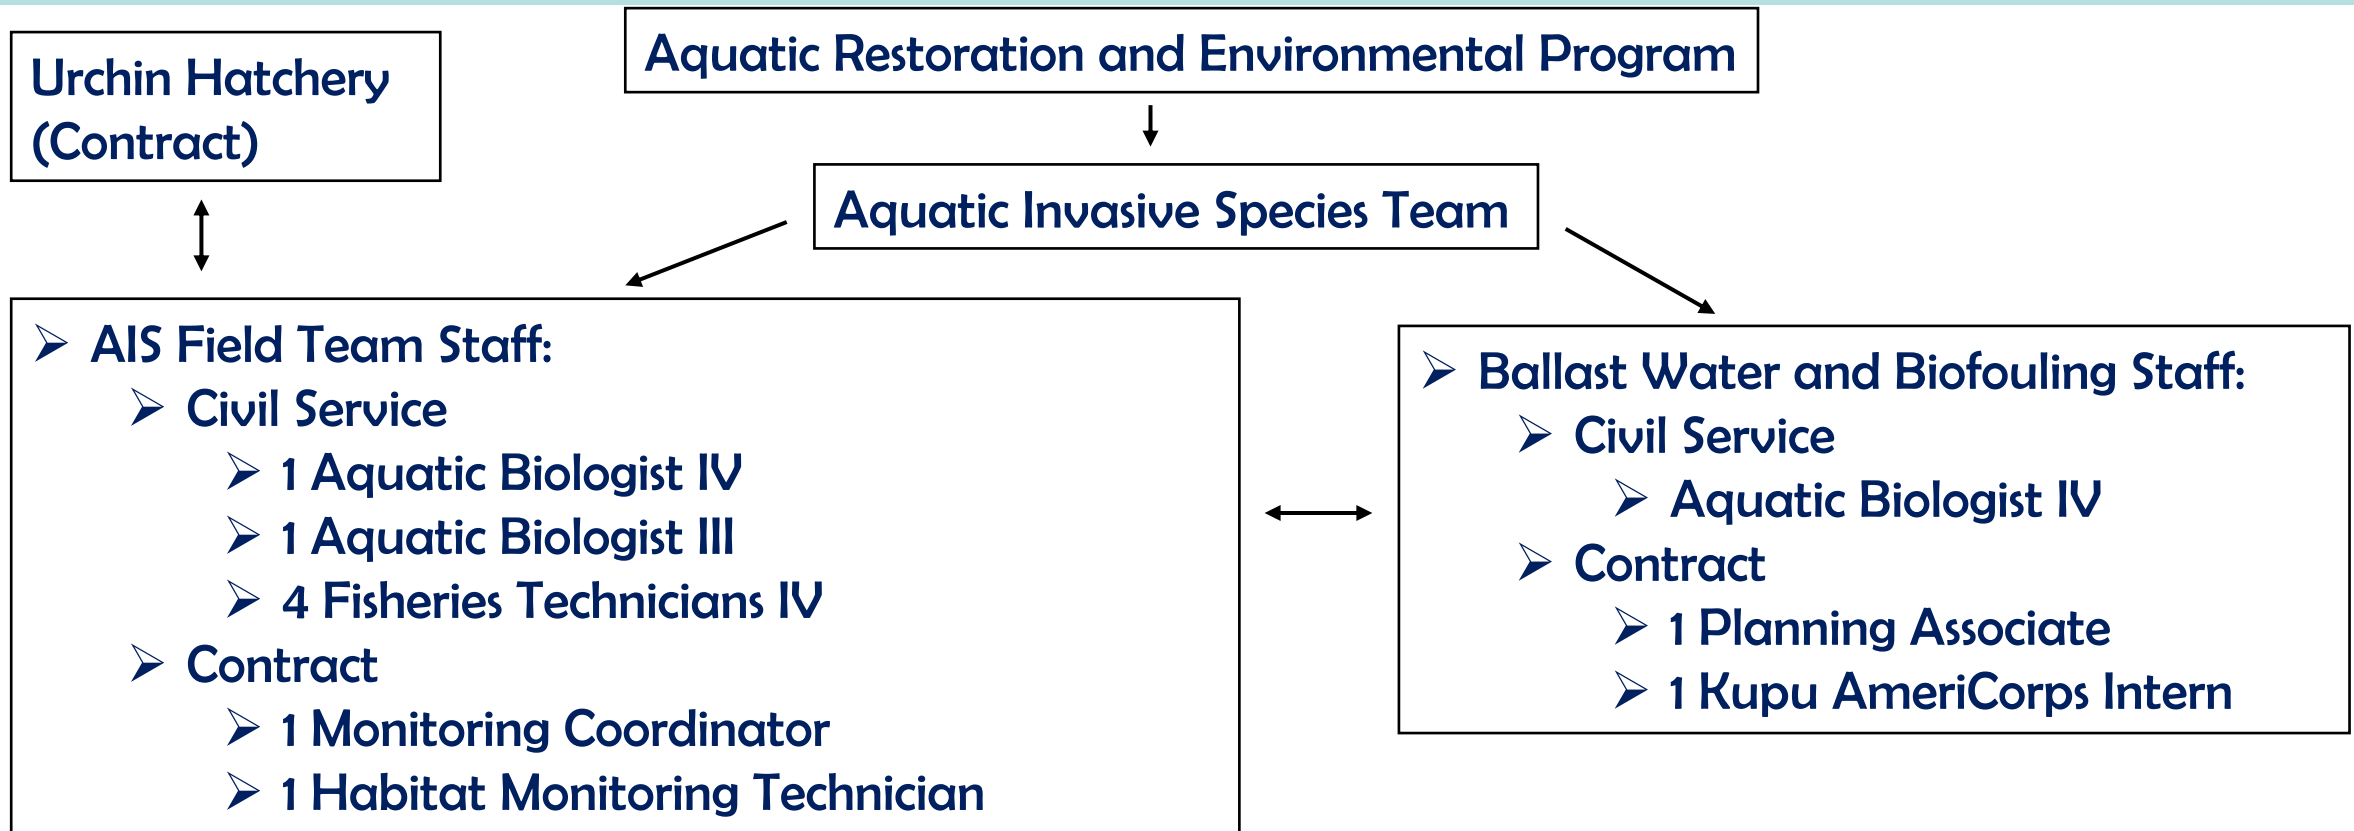 Aquatic Restoration and Environmental Program
Urchin Hatchery
(Contract)
Aquatic Invasive Species Team
➢ AIS Field Team Staff:
➢ Civil Service
➢ 1 Aquatic Biologist IV
➢ 1 Aquatic Biologist III
➢ 4 Fisheries Technicians IV
➢ Contract
➢ 1 Monitoring Coordinator
➢ 1 Habitat Monitoring Technician
➢ Ballast Water and Biofouling Staff:
➢ Civil Service
➢ Aquatic Biologist IV
➢ Contract
➢ 1 Planning Associate
➢ 1 Kupu AmeriCorps Intern